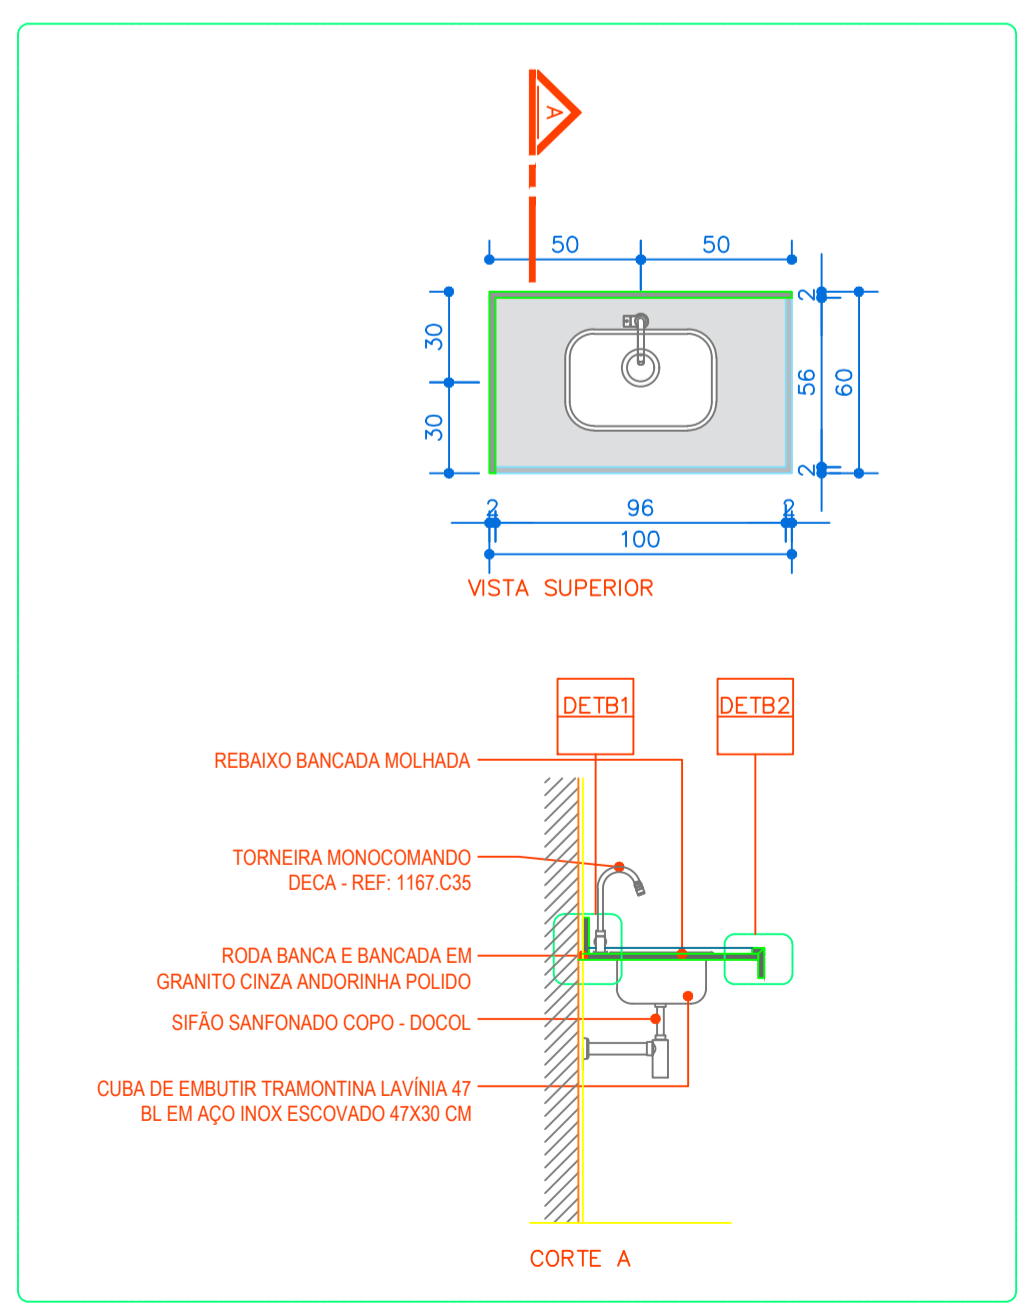 A
50
50
2
30
56
60
30
2
2
96
2
100
VISTA SUPERIOR
DETB1
DETB2
REBAIXO BANCADA MOLHADA
TORNEIRA MONOCOMANDO
DECA - REF: 1167.C35
RODA BANCA E BANCADA EM
GRANITO CINZA ANDORINHA POLIDO
SIFÃO SANFONADO COPO - DOCOL
CUBA DE EMBUTIR TRAMONTINA LAVÍNIA 47
BL EM AÇO INOX ESCOVADO 47X30 CM
CORTE A